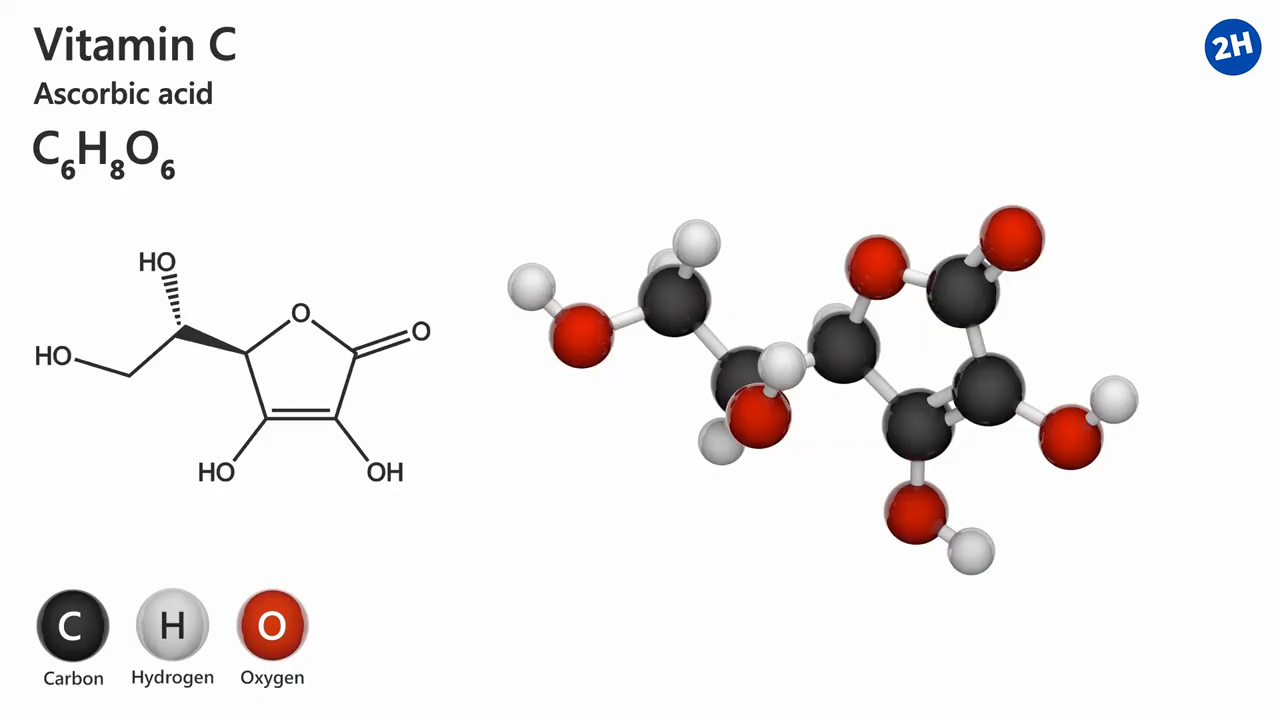 Vitamin C
2H
Ascorbic acid
C₆H₈O₆
HO
O
O
HO
HO
OH
C
H
O
Carbon
Hydrogen
Oxygen